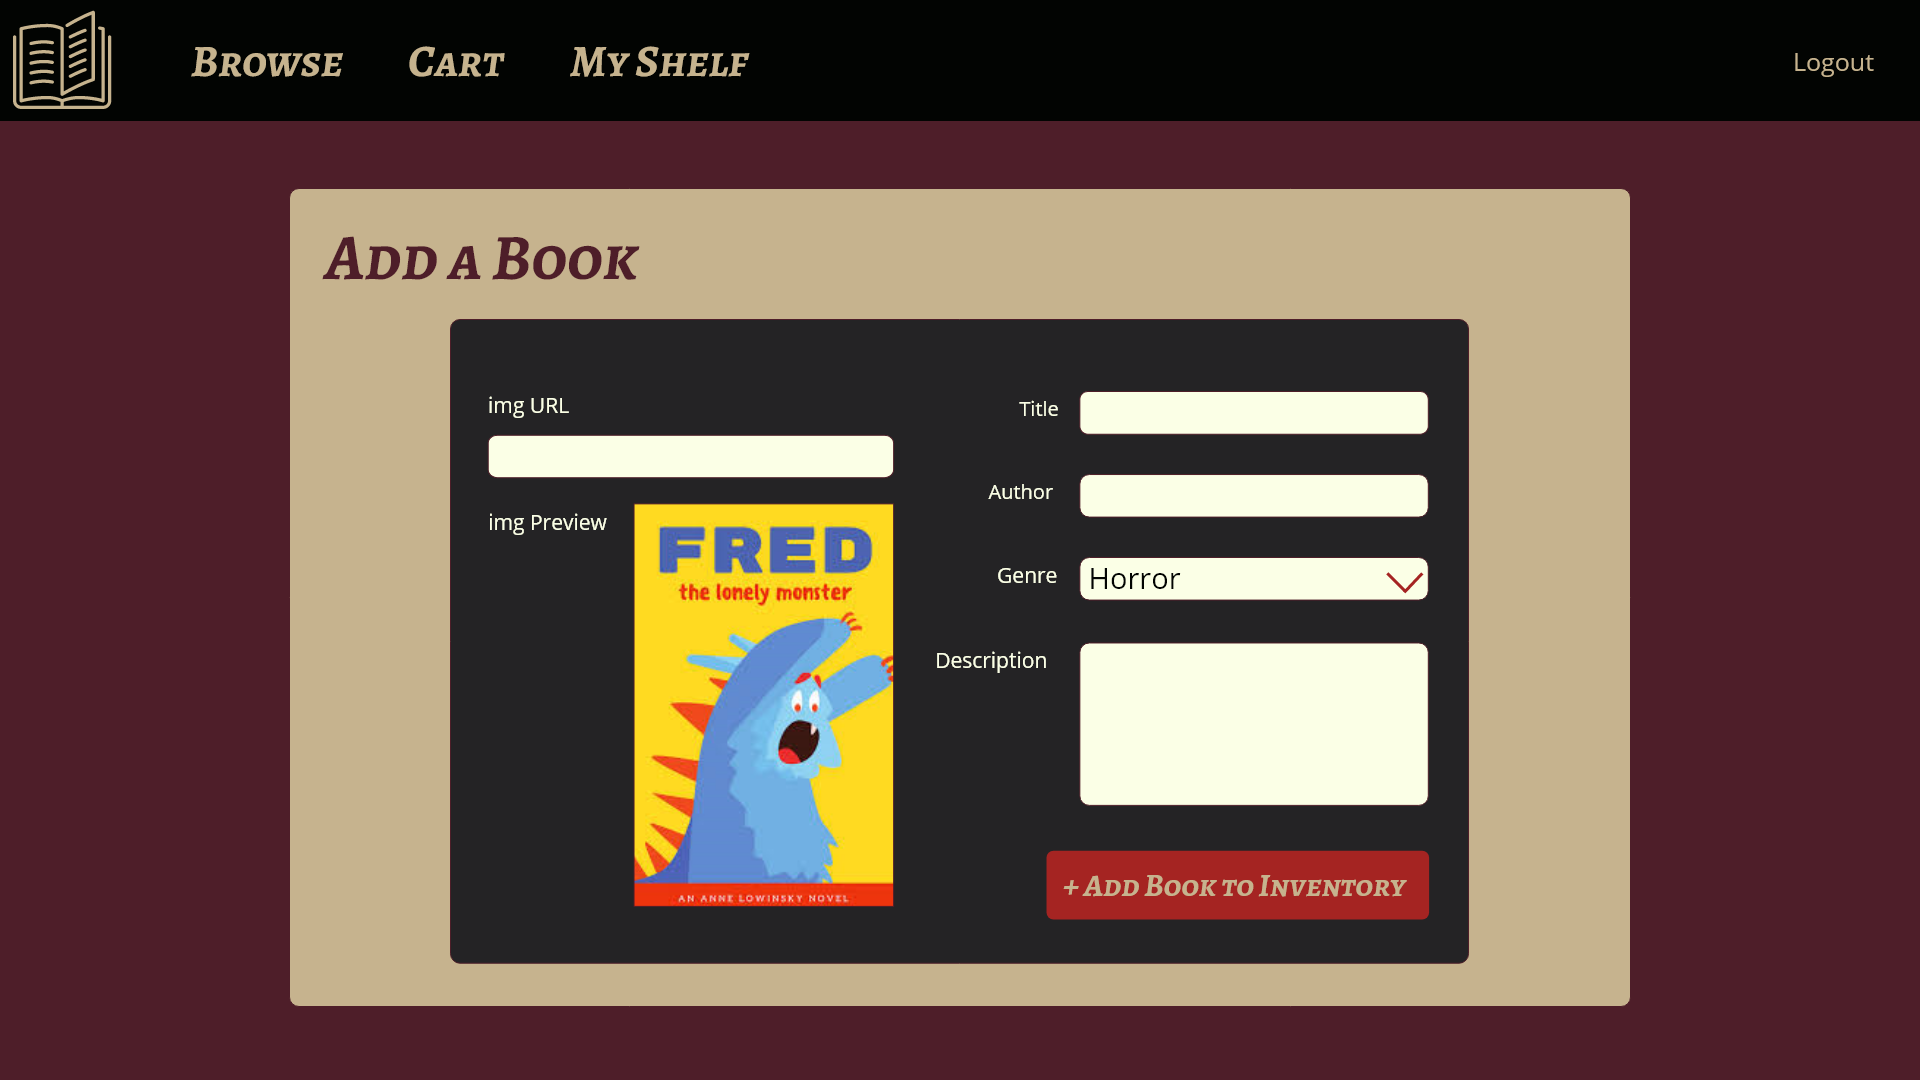 Browse Cart My Shelf Logout
Add a Book
img URL
img Preview
FRED
the lonely monster
AN ANNE LOWINSKY NOVEL
Title
Author
Genre Horror
Description
+ Add Book to Inventory